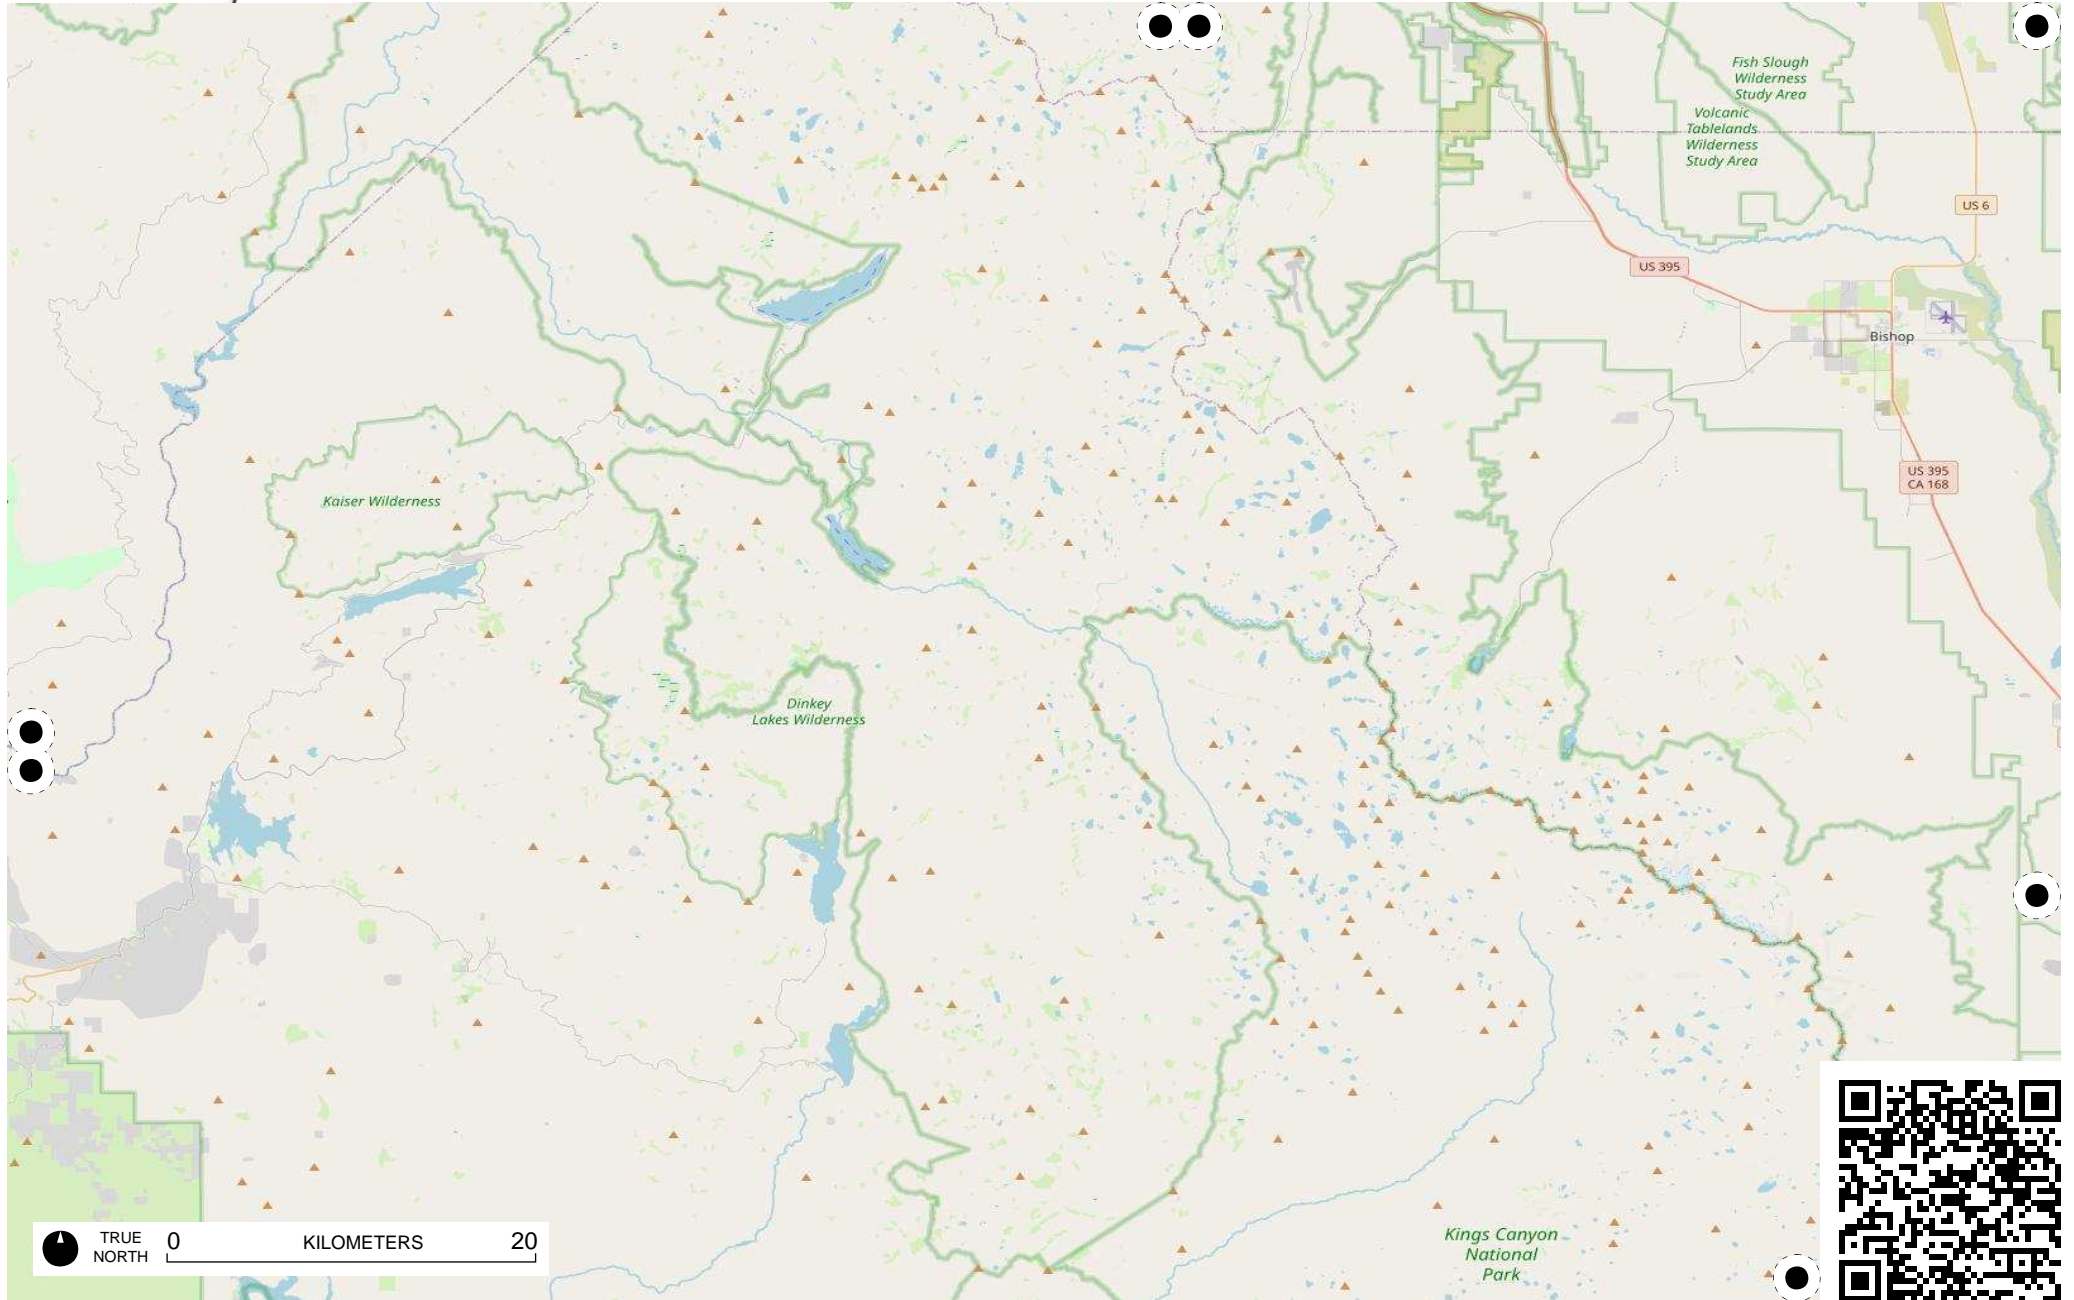 Fish Slough
Wilderness
Study Area
Volcanic
Tablelands
Wilderness
Study Area
US 6
US 395
Bishop
US 395
CA 168
Kaiser Wilderness
Dinkey
Lakes Wilderness
Kings Canyon
National
Park
TRUE
NORTH
0 KILOMETERS 20